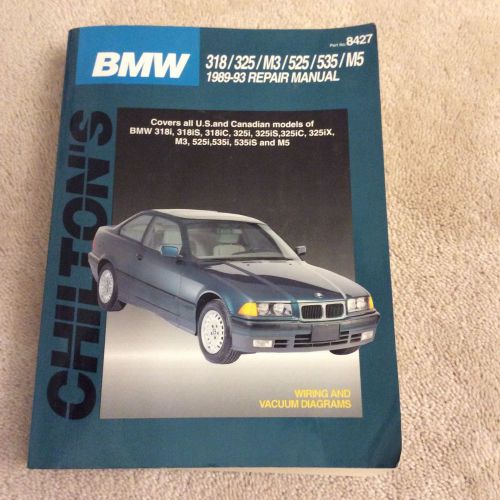 Part No. 8427
BMW
318/325/M3/525/535/M5
1989-93 REPAIR MANUAL
Covers all U.S.and Canadian models of
BMW 318i, 318iS, 318iC, 325i, 325iS,325iC, 325iX,
M3, 525i,535i, 535iS and M5
CHILTON'S
WIRING AND
VACUUM DIAGRAMS